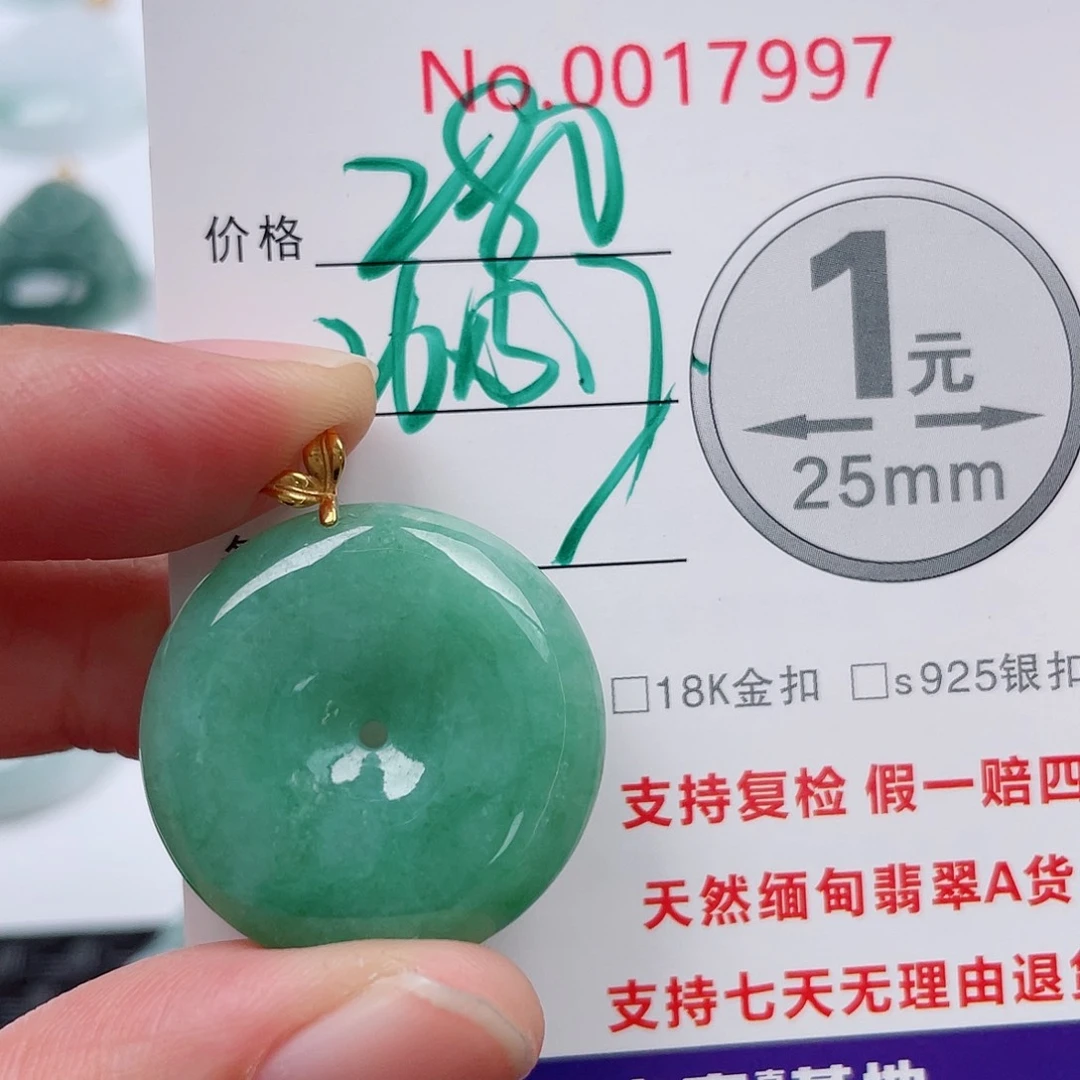 No.0017997
价格 280
1元
25mm
□18K金扣 □s925银扣
支持复检 假一赔四
天然缅甸翡翠A货
支持七天无理由退